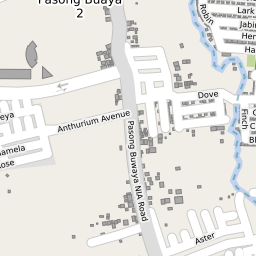 Pasong Buaya
2
Robin
Lark
Jabi
Her
Ha
Dove
Finch
Bl
Anthurium Avenue
eya
amela
ose
Pasong Buwaya NIA Road
Aster